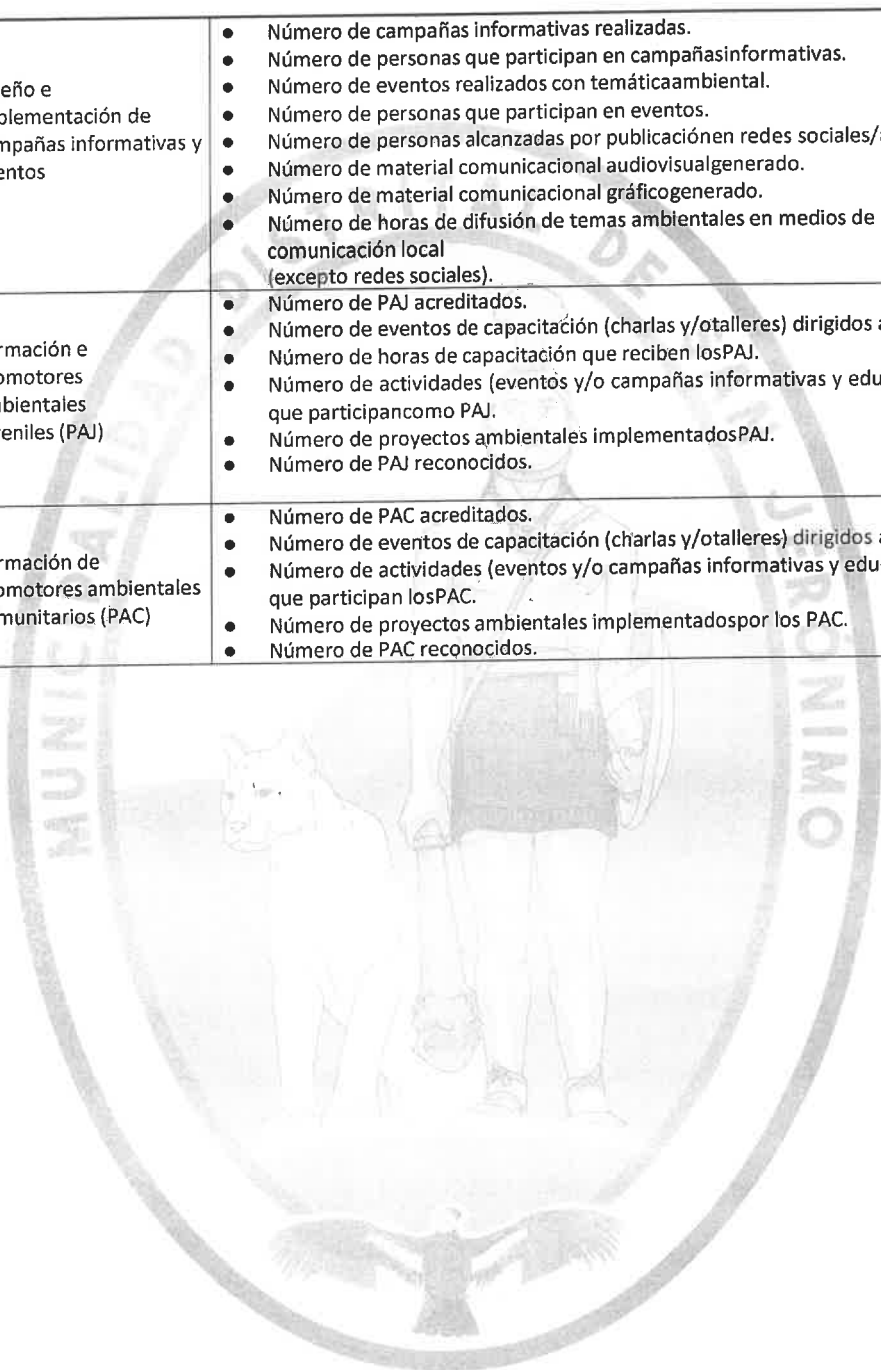 Número de campañas informativas realizadas.
Número de personas que participan en campañasinformativas.
eño e
Número de eventos realizados con temáticaambiental.
plementación de
Número de personas que participan en eventos.
mpañas informativas y
Número de personas alcanzadas por publicaciónen redes sociales/
entos
Número de material comunicacional audiovisualgenerado.
Número de material comunicacional gráficogenerado.
Número de horas de difusión de temas ambientales en medios de
comunicación local
(excepto redes sociales).
Número de PAJ acreditados.
Número de eventos de capacitación (charlas y/otalleres) dirigidos a
rmación e
Número de horas de capacitación que reciben losPAJ.
omotores
Número de actividades (eventos y/o campañas informativas y edu
bientales
que participancomo PAJ.
eniles (PAJ)
Número de proyectos ambientales implementadosPAJ.
Número de PAJ reconocidos.
Número de PAC acreditados.
Número de eventos de capacitación (charlas y/otalleres) dirigidos a
rmación de
Número de actividades (eventos y/o campañas informativas y edu
omotores ambientales
que participan losPAC.
munitarios (PAC)
Número de proyectos ambientales implementadospor los PAC.
Número de PAC reconocidos.
MUNICIPALIDAD DISTRITAL DE SAN JERÓNIMO